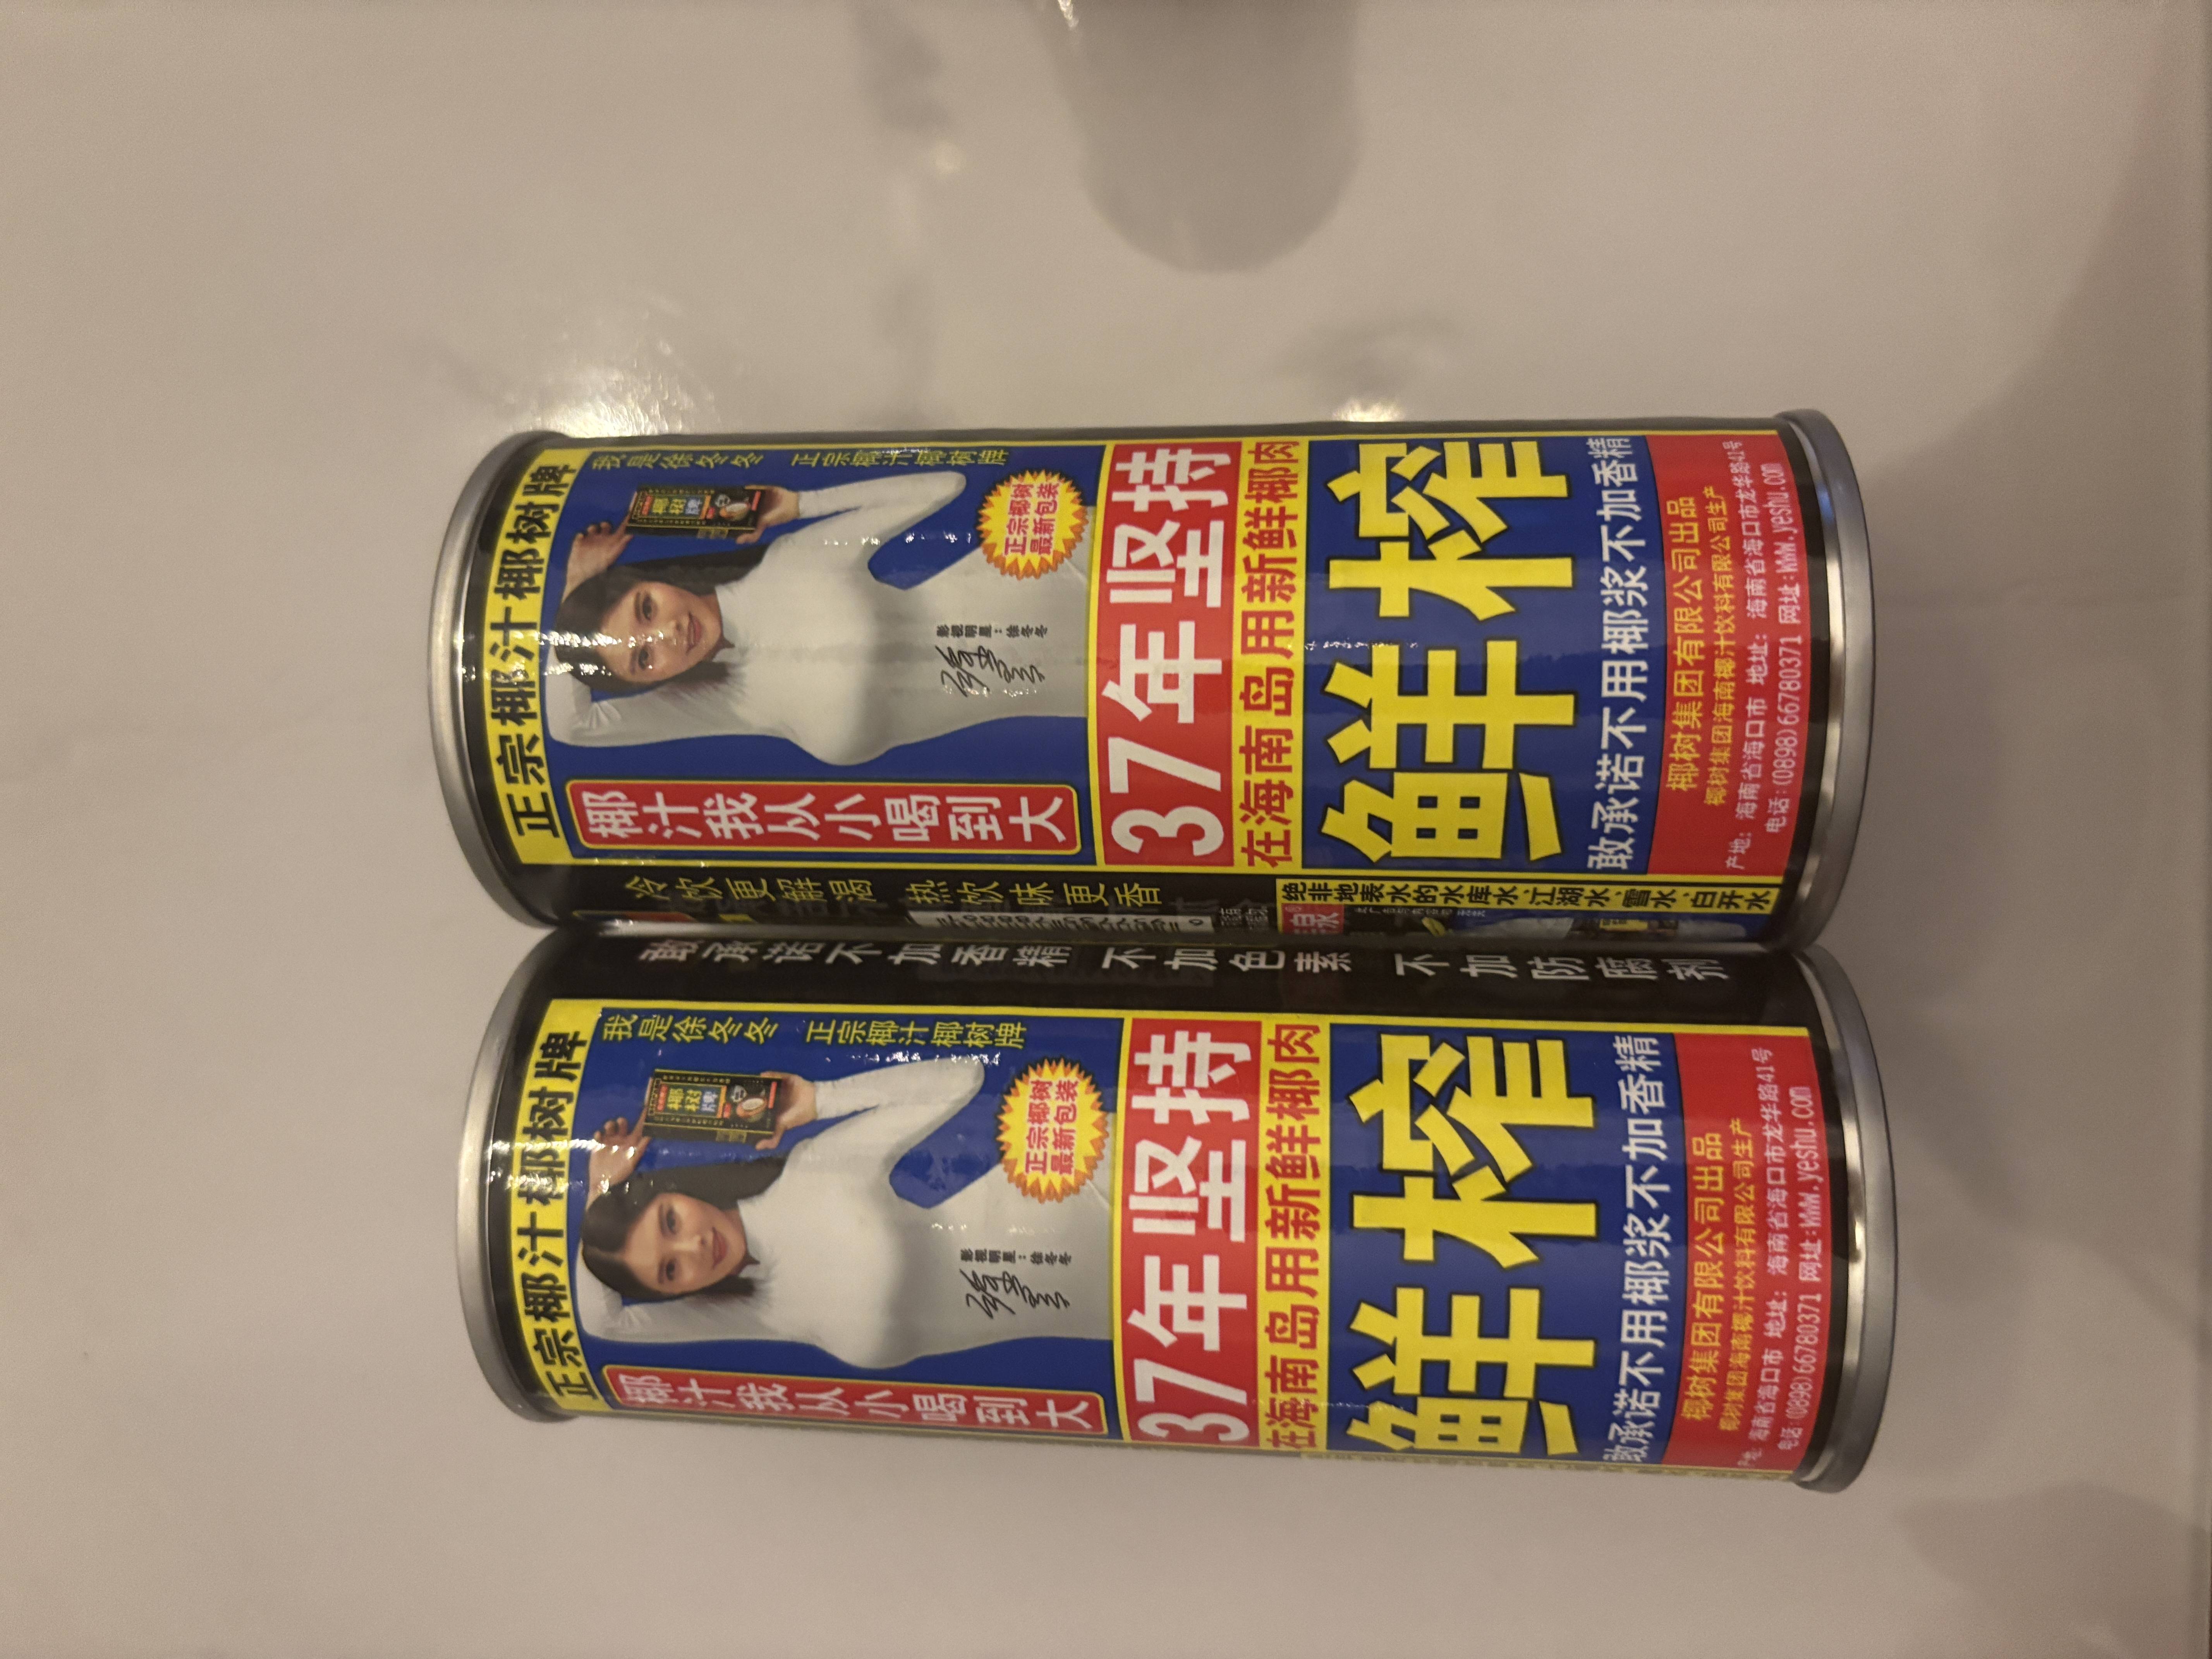 正宗椰汁椰树牌
我是徐冬冬 正宗椰汁椰树牌
椰树
牌
椰汁我从小喝到大
影视明星：徐冬冬
正宗椰树
最新包装
37年坚持
在海南岛用新鲜椰肉
鲜榨
敢承诺不用椰浆不加香精
椰树集团有限公司出品
椰树集团海南椰汁饮料有限公司生产
产地：海南省海口市 地址：海南省海口市龙华路41号
电话：(0898)66780371 网址：www.yeshu.com
冷饮更解渴 热饮味更香
绝非地表水的水库水、江湖水、雪水、白开水
敢承诺不加香精 不加色素 不加防腐剂
正宗椰汁椰树牌
我是徐冬冬 正宗椰汁椰树牌
椰树
牌
椰汁我从小喝到大
影视明星：徐冬冬
正宗椰树
最新包装
37年坚持
在海南岛用新鲜椰肉
鲜榨
敢承诺不用椰浆不加香精
椰树集团有限公司出品
椰树集团海南椰汁饮料有限公司生产
产地：海南省海口市 地址：海南省海口市龙华路41号
电话：(0898)66780371 网址：www.yeshu.com